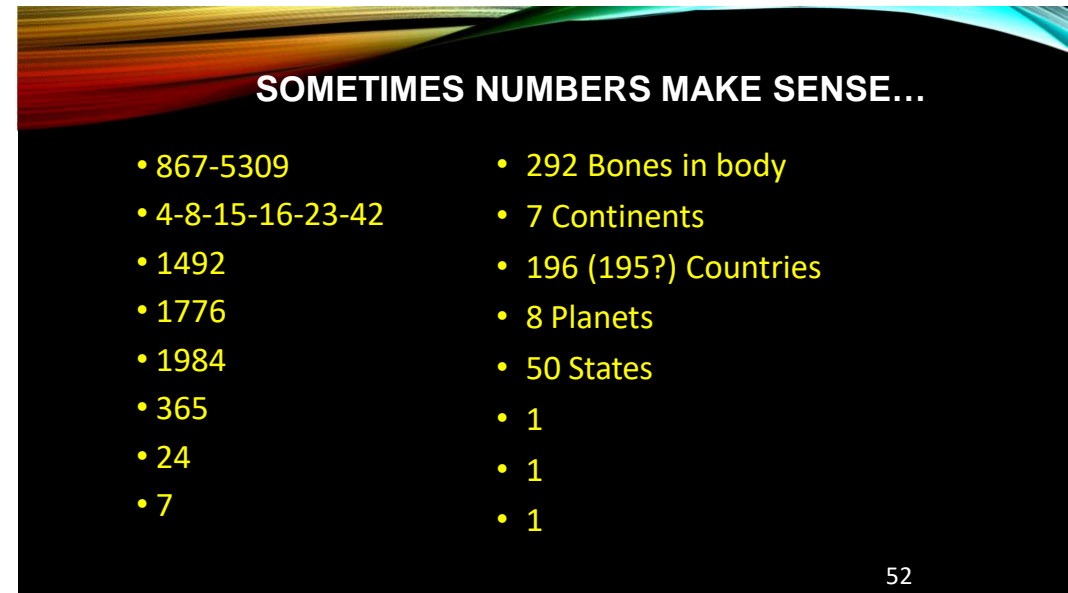 SOMETIMES NUMBERS MAKE SENSE…
• 867-5309
• 4-8-15-16-23-42
• 1492
• 1776
• 1984
• 365
• 24
• 7
• 292 Bones in body
• 7 Continents
• 196 (195?) Countries
• 8 Planets
• 50 States
• 1
• 1
• 1
52